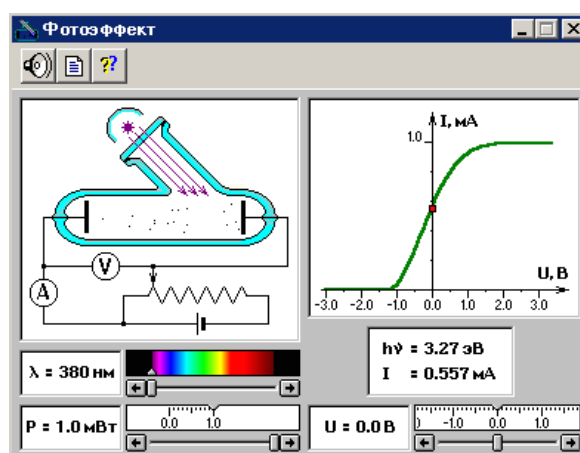 Фотоэффект
??
V
A
I, мА
1.0
U, В
-3.0 -2.0 -1.0 0.0 1.0 2.0 3.0
hν = 3.27 эВ
I = 0.557 мА
λ = 380 нм
P = 1.0 мВт
0.0 1.0
U = 0.0 В
) -1.0 0.0 1.0